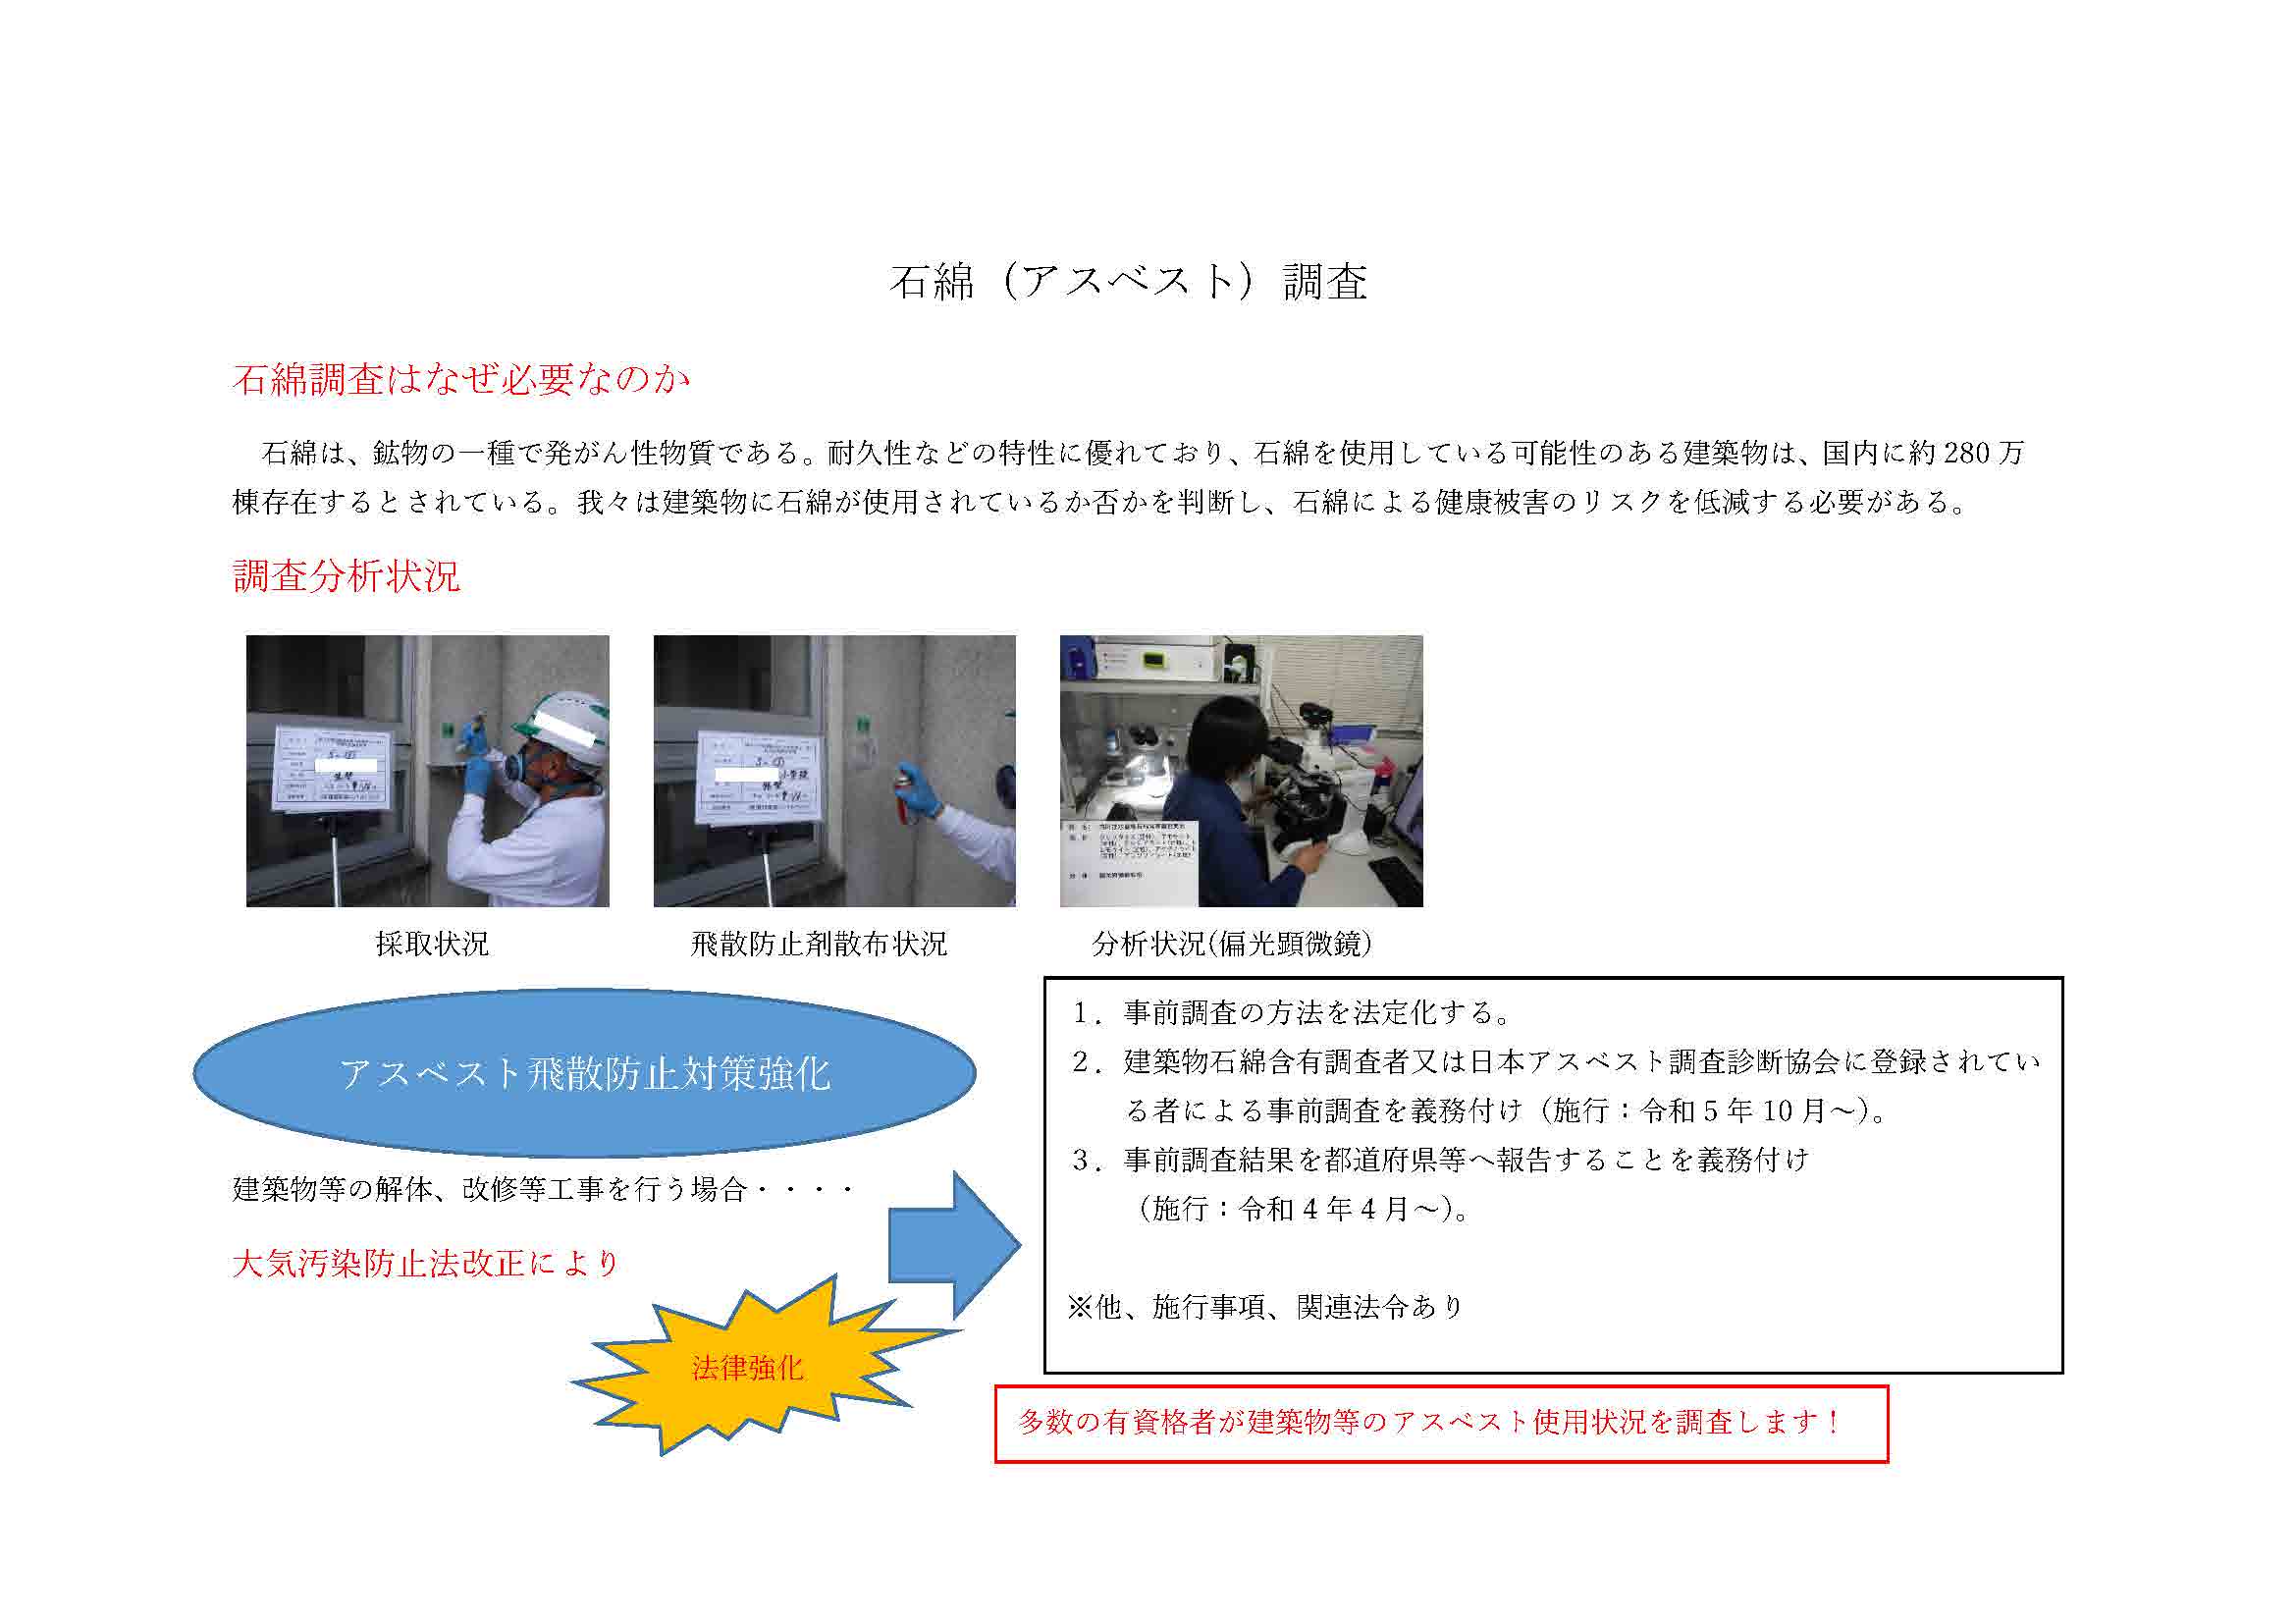 石綿（アスベスト）調査
石綿調査はなぜ必要なのか
石綿は、鉱物の一種で発がん性物質である。耐久性などの特性に優れており、石綿を使用している可能性のある建築物は、国内に約 280 万
棟存在するとされている。我々は建築物に石綿が使用されているか否かを判断し、石綿による健康被害のリスクを低減する必要がある。
調査分析状況
採取状況
飛散防止剤散布状況
分析状況(偏光顕微鏡)
アスベスト飛散防止対策強化
建築物等の解体、改修等工事を行う場合・・・・
大気汚染防止法改正により
法律強化
1．事前調査の方法を法定化する。
2．建築物石綿含有調査者又は日本アスベスト調査診断協会に登録されてい
る者による事前調査を義務付け（施行：令和 5 年 10 月～）。
3．事前調査結果を都道府県等へ報告することを義務付け
（施行：令和 4 年 4 月～）。
※他、施行事項、関連法令あり
多数の有資格者が建築物等のアスベスト使用状況を調査します！